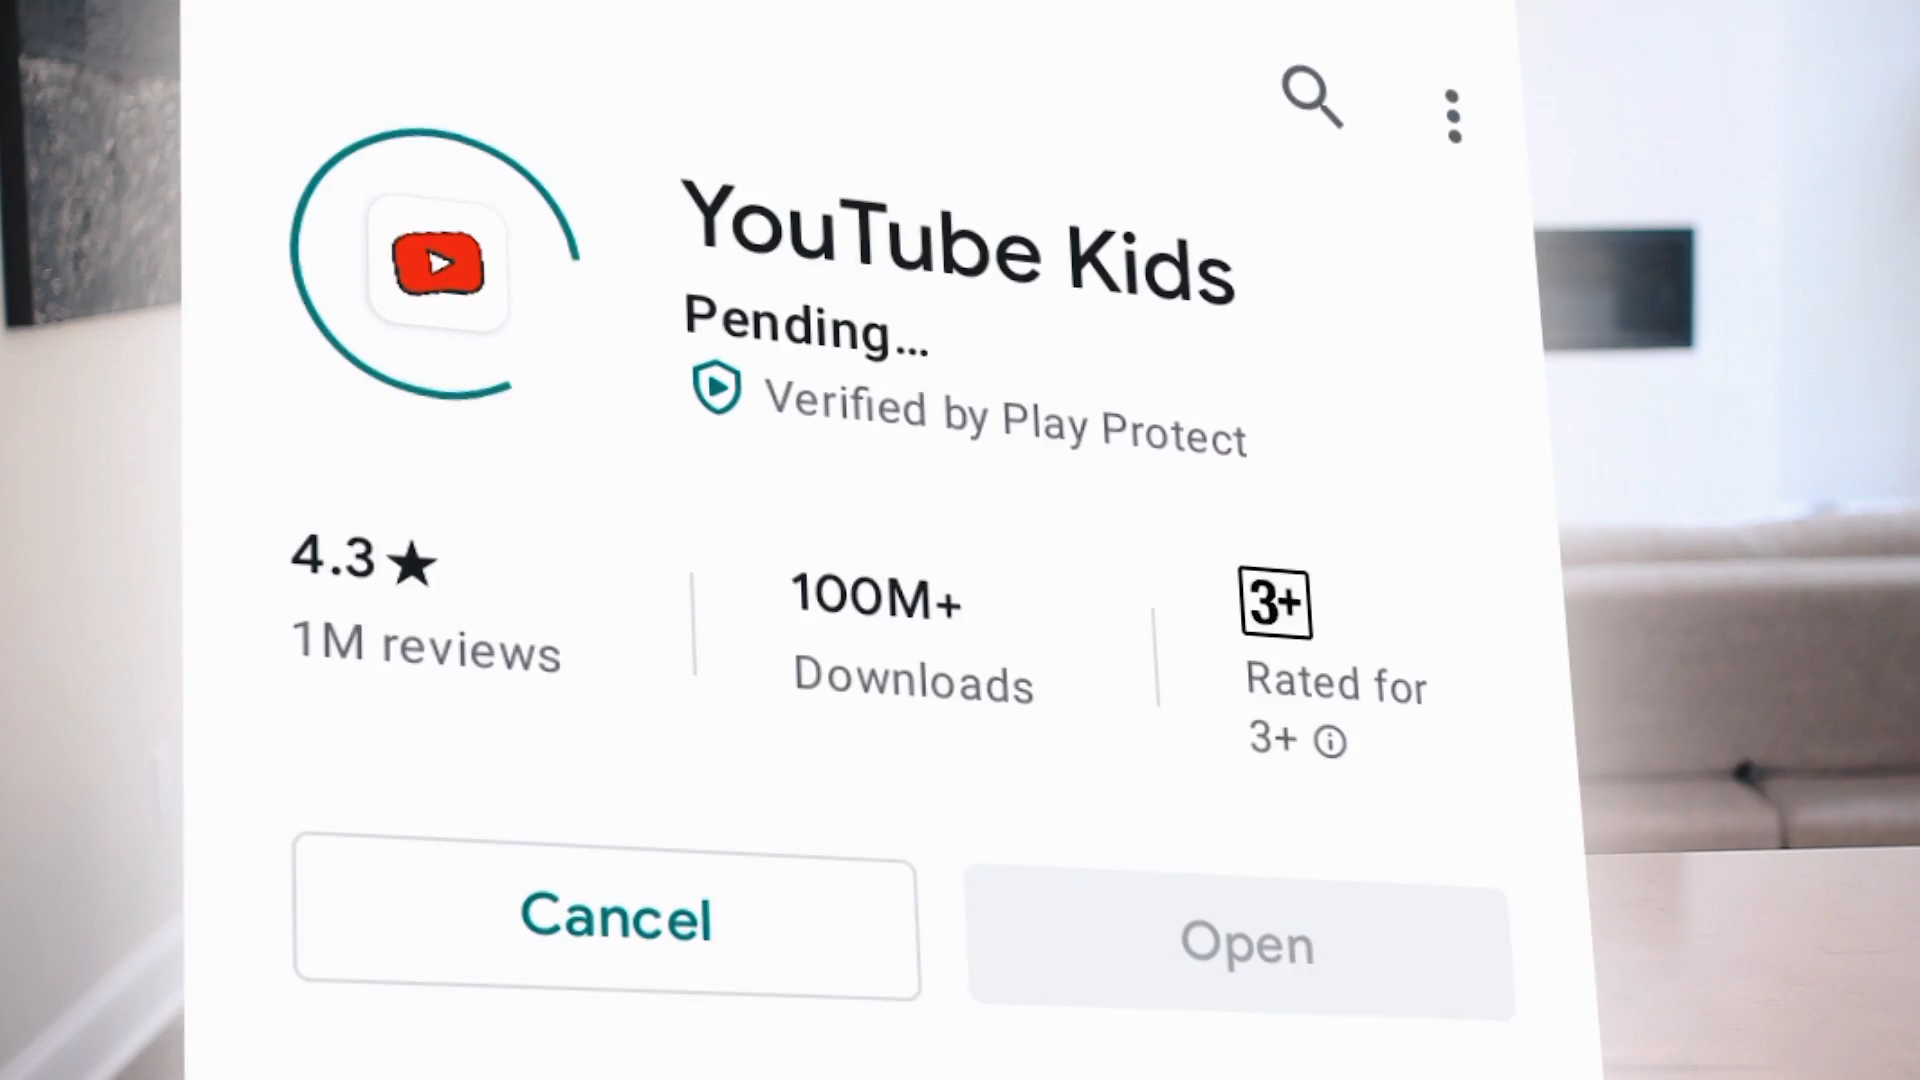 YouTube Kids
Pending...
Verified by Play Protect
4.3★
1M reviews
100M+
Downloads
3+
Rated for
3+
Cancel
Open